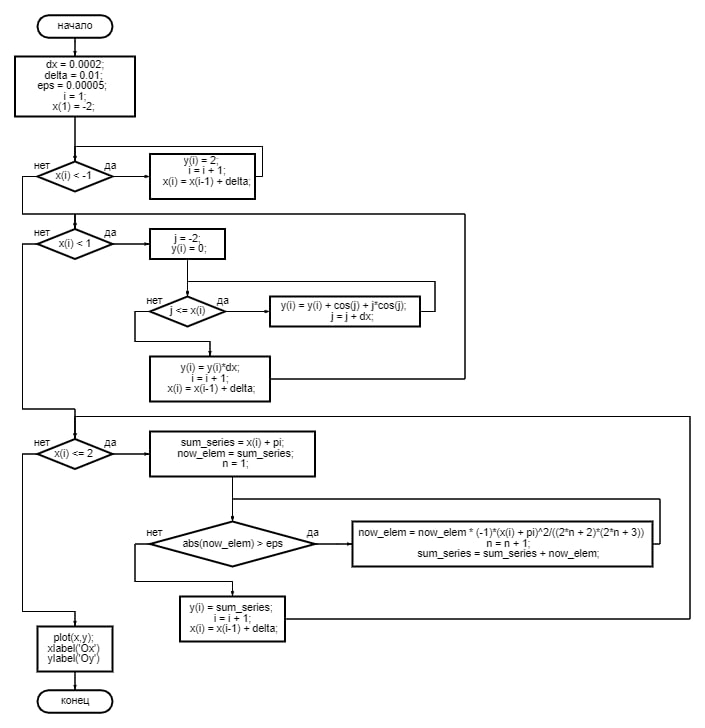 начало
dx = 0.0002;
delta = 0.01;
eps = 0.00005;
i = 1;
x(1) = -2;
нет
да
x(i) < -1
y(i) = 2;
i = i + 1;
x(i) = x(i-1) + delta;
нет
да
x(i) < 1
j = -2;
y(i) = 0;
нет
да
j <= x(i)
y(i) = y(i) + cos(j) + j*cos(j);
j = j + dx;
y(i) = y(i)*dx;
i = i + 1;
x(i) = x(i-1) + delta;
нет
да
x(i) <= 2
sum_series = x(i) + pi;
now_elem = sum_series;
n = 1;
нет
да
abs(now_elem) > eps
now_elem = now_elem * (-1)*(x(i) + pi)^2/((2*n + 2)*(2*n + 3))
n = n + 1;
sum_series = sum_series + now_elem;
y(i) = sum_series;
i = i + 1;
x(i) = x(i-1) + delta;
plot(x,y);
xlabel('Ox')
ylabel('Oy')
конец